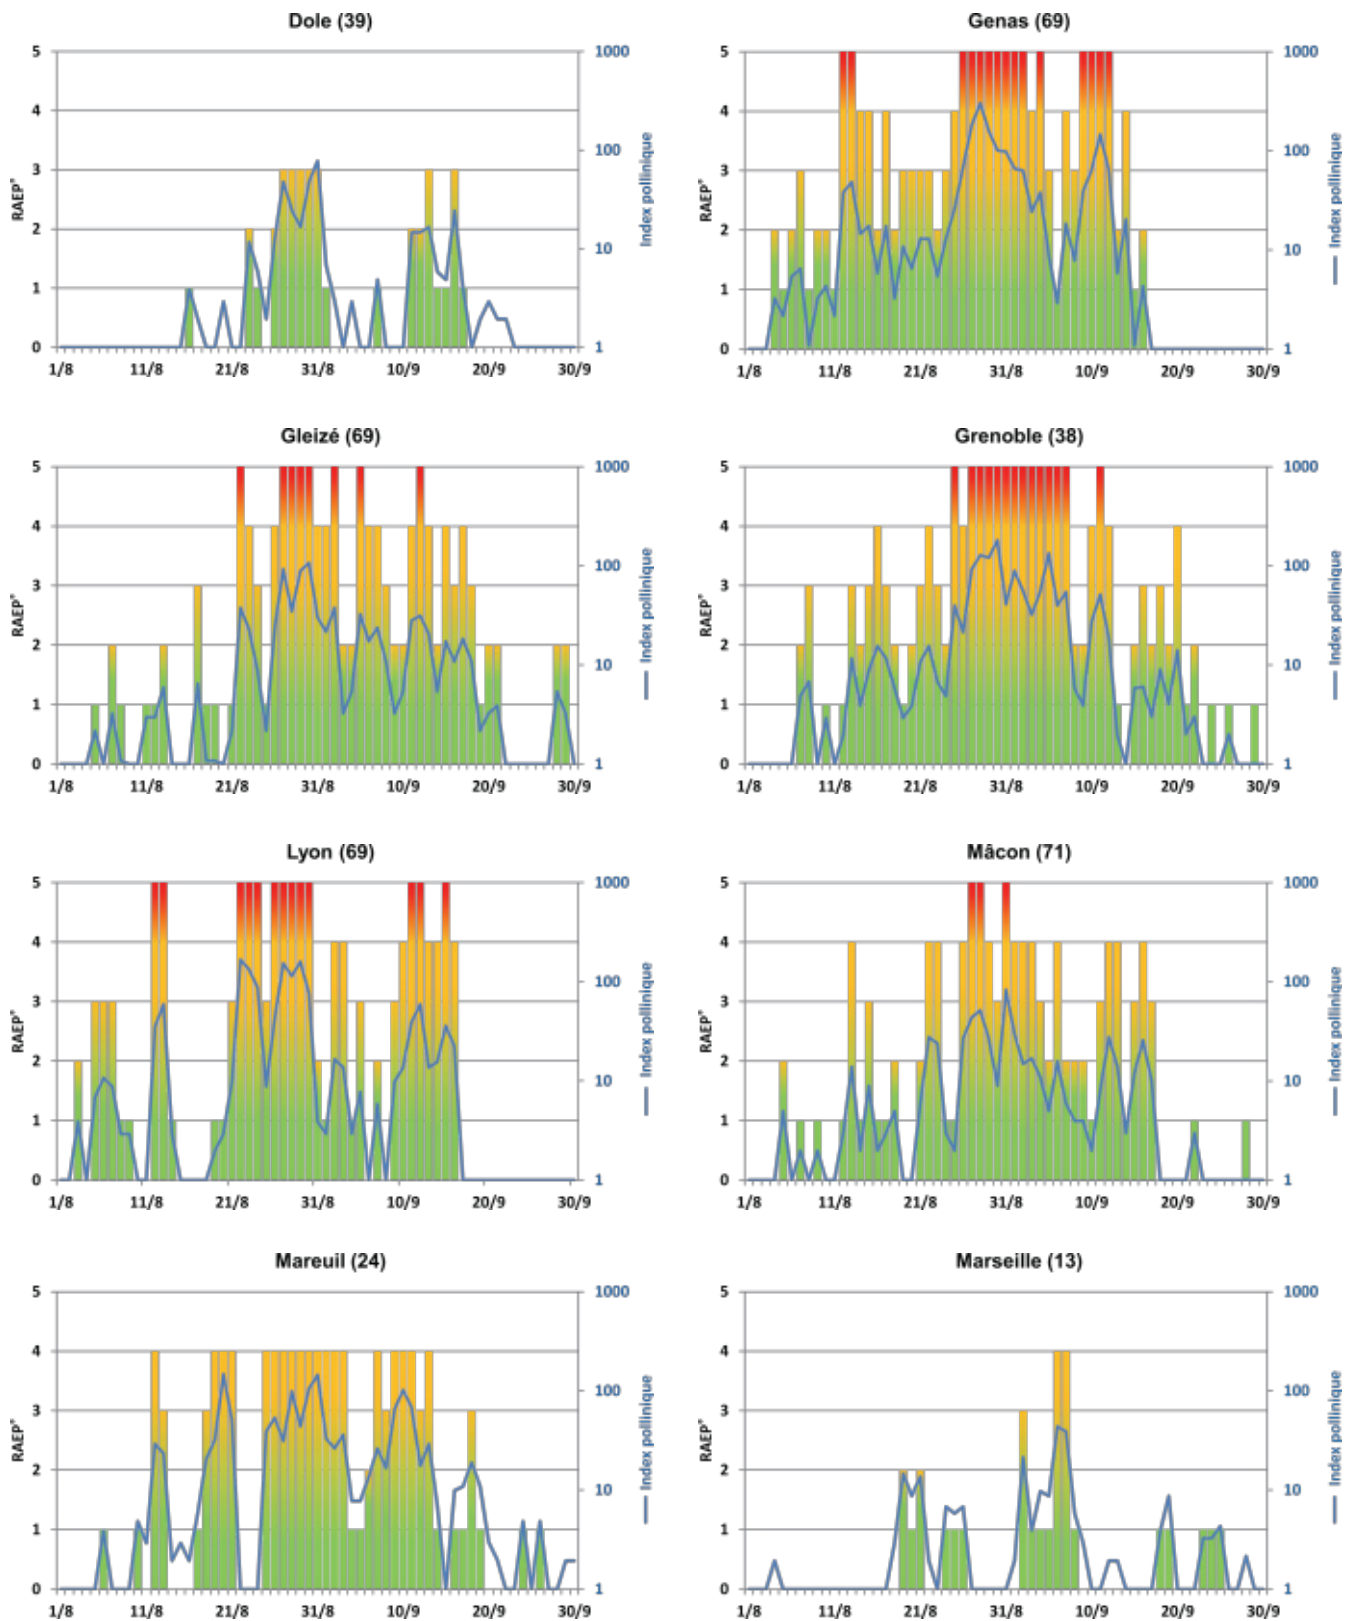 Dole (39)
5
4
3
2
1
0
RAEP®
1000
100
10
1
Index pollinique
1/8 11/8 21/8 31/8 10/9 20/9 30/9
Genas (69)
5
4
3
2
1
0
RAEP®
1000
100
10
1
Index pollinique
1/8 11/8 21/8 31/8 10/9 20/9 30/9
Gleizé (69)
5
4
3
2
1
0
RAEP®
1000
100
10
1
Index pollinique
1/8 11/8 21/8 31/8 10/9 20/9 30/9
Grenoble (38)
5
4
3
2
1
0
RAEP®
1000
100
10
1
Index pollinique
1/8 11/8 21/8 31/8 10/9 20/9 30/9
Lyon (69)
5
4
3
2
1
0
RAEP®
1000
100
10
1
Index pollinique
1/8 11/8 21/8 31/8 10/9 20/9 30/9
Mâcon (71)
5
4
3
2
1
0
RAEP®
1000
100
10
1
Index pollinique
1/8 11/8 21/8 31/8 10/9 20/9 30/9
Mareuil (24)
5
4
3
2
1
0
RAEP®
1000
100
10
1
Index pollinique
1/8 11/8 21/8 31/8 10/9 20/9 30/9
Marseille (13)
5
4
3
2
1
0
RAEP®
1000
100
10
1
Index pollinique
1/8 11/8 21/8 31/8 10/9 20/9 30/9